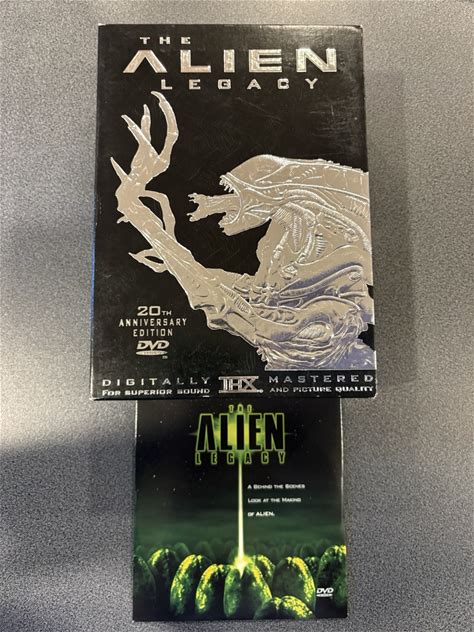 THE
ALIEN
LEGACY
20TH
ANNIVERSARY
EDITION
DVD
DIGITALLY THX MASTERED
FOR SUPERIOR SOUND AND PICTURE QUALITY
THE
ALIEN
LEGACY
A BEHIND THE SCENES
LOOK AT THE MAKING
OF ALIEN.
DVD